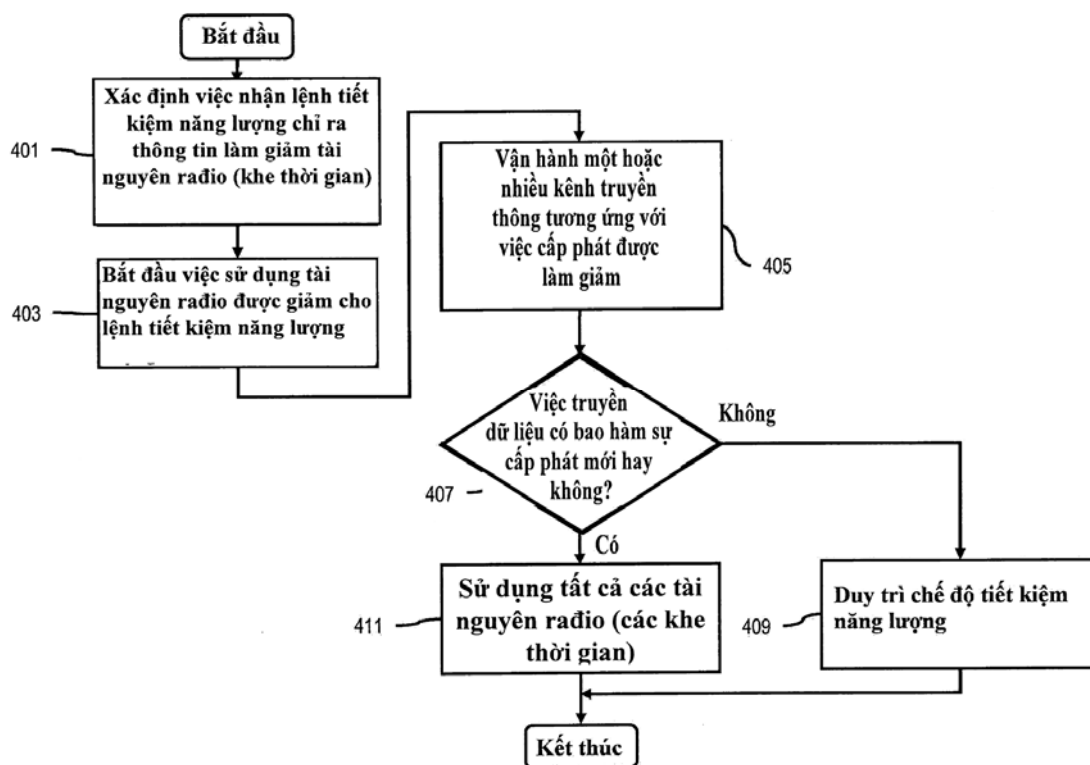 Bắt đầu
Xác định việc nhận lệnh tiết
kiệm năng lượng chỉ ra
thông tin làm giảm tài
nguyên rađio (khe thời gian)
401
Bắt đầu việc sử dụng tài
nguyên rađio được giảm cho
lệnh tiết kiệm năng lượng
403
Vận hành một hoặc
nhiều kênh truyền
thông tương ứng với
việc cấp phát được
làm giảm
405
Việc truyền
dữ liệu có bao hàm sự
cấp phát mới hay
không?
407
Không
Có
Sử dụng tất cả các tài
nguyên rađio (các khe
thời gian)
411
Duy trì chế độ tiết kiệm
năng lượng
409
Kết thúc